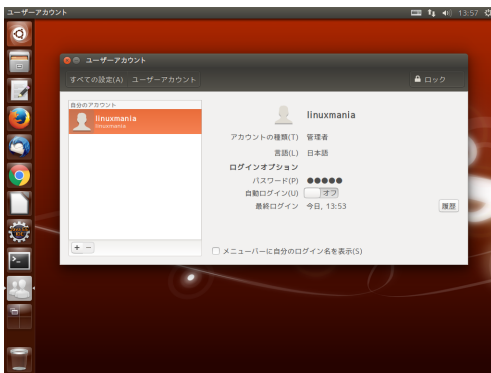 ユーザーアカウント
13:57
ユーザーアカウント
すべての設定(A) ユーザーアカウント
ロック
自分のアカウント
linuxmania
linuxmania
linuxmania
アカウントの種類(T) 管理者
言語(L) 日本語
ログインオプション
パスワード(P) ●●●●●
自動ログイン(U) オフ
最終ログイン 今日, 13:53
履歴
メニューバーに自分のログイン名を表示(S)